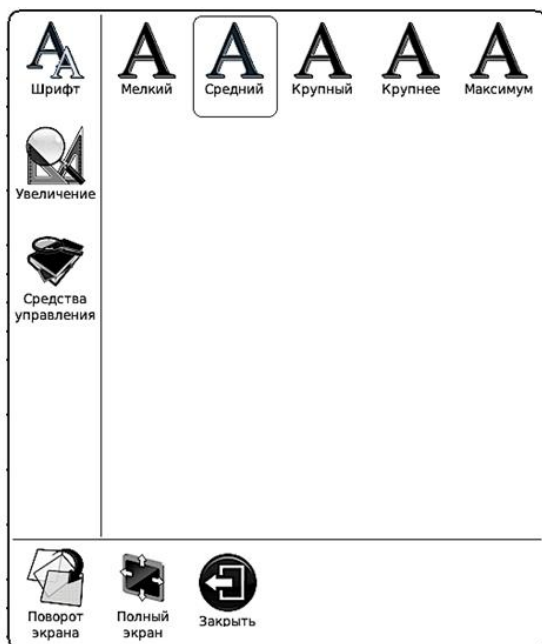 Шрифт
Мелкий
Средний
Крупный
Крупнее
Максимум
Увеличение
Средства
управления
Поворот
экрана
Полный
экран
Закрыть